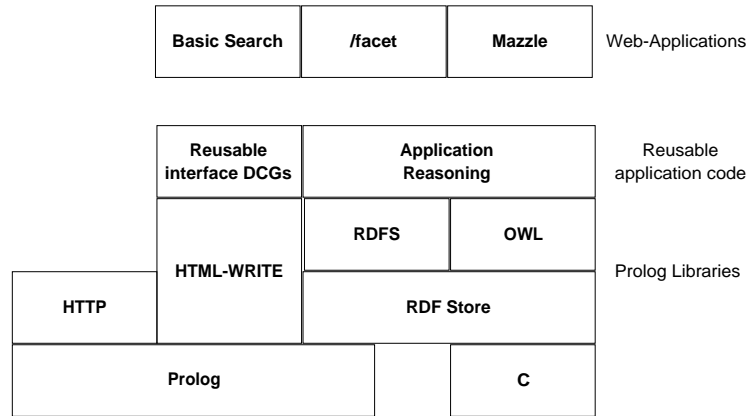 Basic Search /facet Mazzle Web-Applications
Reusable
interface DCGs
Application
Reasoning
Reusable
application code
RDFS OWL
HTML-WRITE Prolog Libraries
HTTP RDF Store
Prolog C